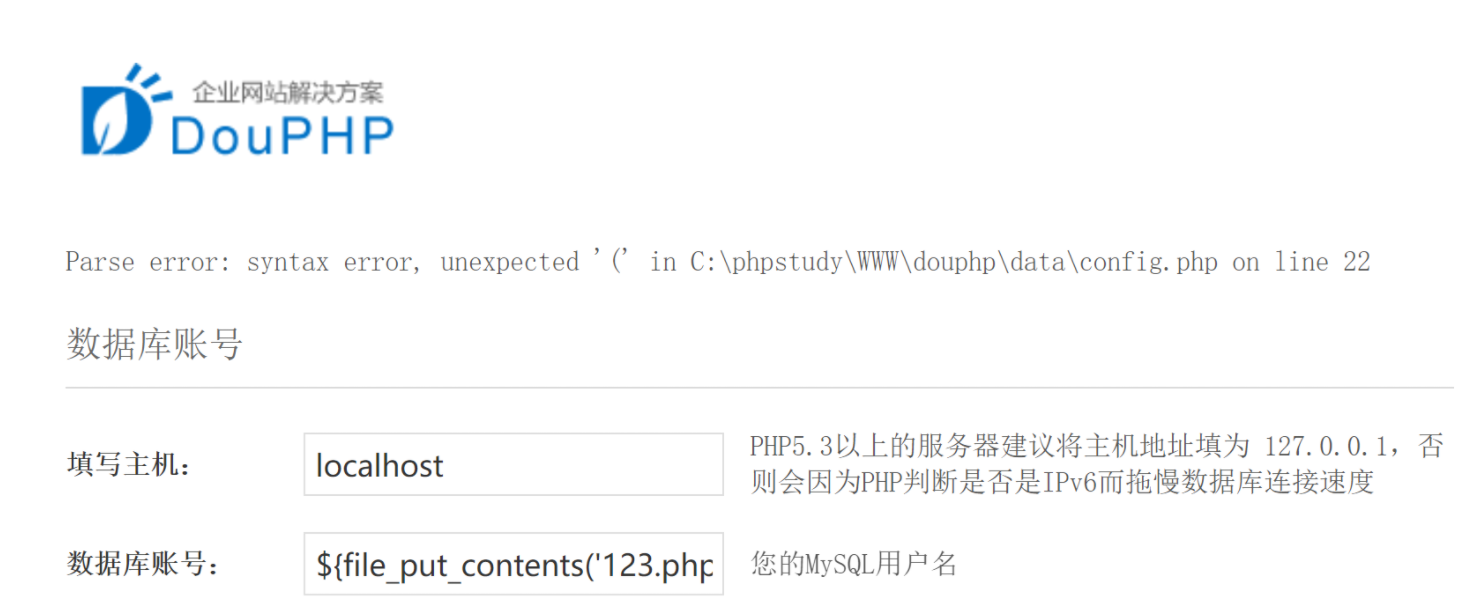 企业网站解决方案
DouPHP
Parse error: syntax error, unexpected '(' in C:\phpstudy\WWW\douphp\data\config.php on line 22
数据库账号
填写主机:
localhost
PHP5.3以上的服务器建议将主机地址填为 127.0.0.1，否
则会因为PHP判断是否是IPv6而拖慢数据库连接速度
数据库账号:
${file_put_contents('123.php
您的MySQL用户名